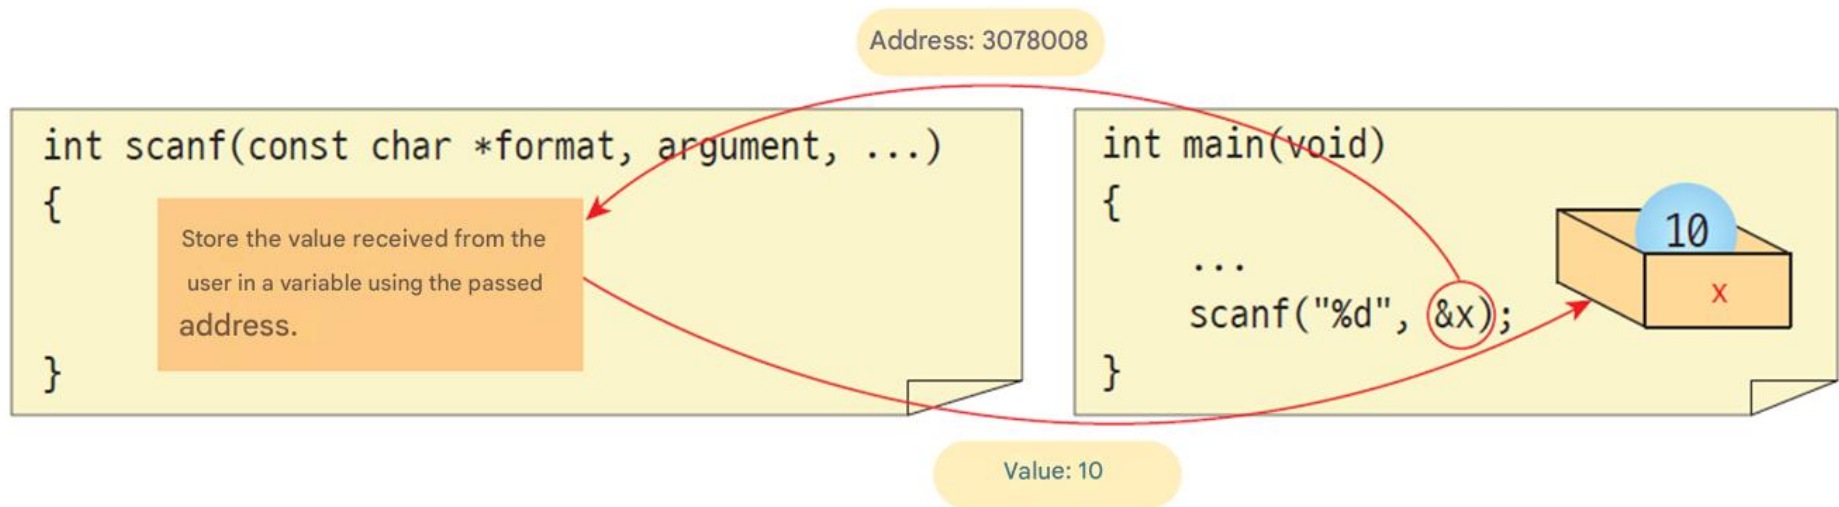 Address: 3078008
int scanf(const char *format, argument, ...)
{
Store the value received from the
user in a variable using the passed
address.
}
int main(void)
{
...
scanf("%d", &x);
}
10
x
Value: 10